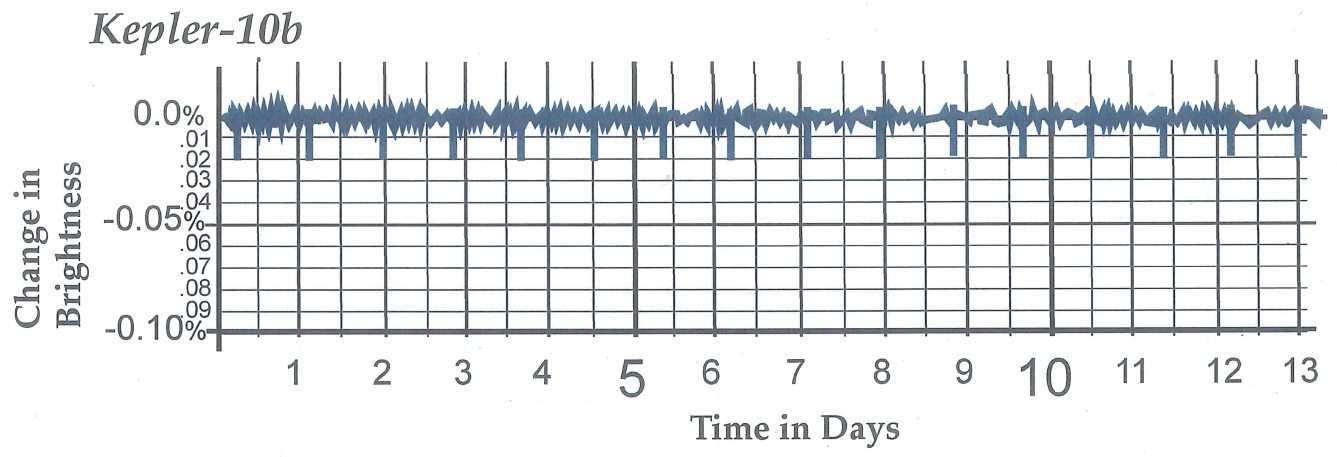 Kepler-10b
0.0%
.01
.02
.03
.04
-0.05%
.06
.07
.08
.09
-0.10%
Change in
Brightness
1 2 3 4 5 6 7 8 9 10 11 12 13
Time in Days